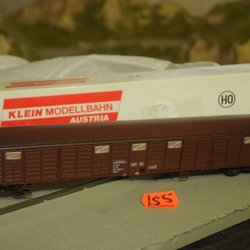 KLEIN MODELLBAHN
AUSTRIA
HO
155